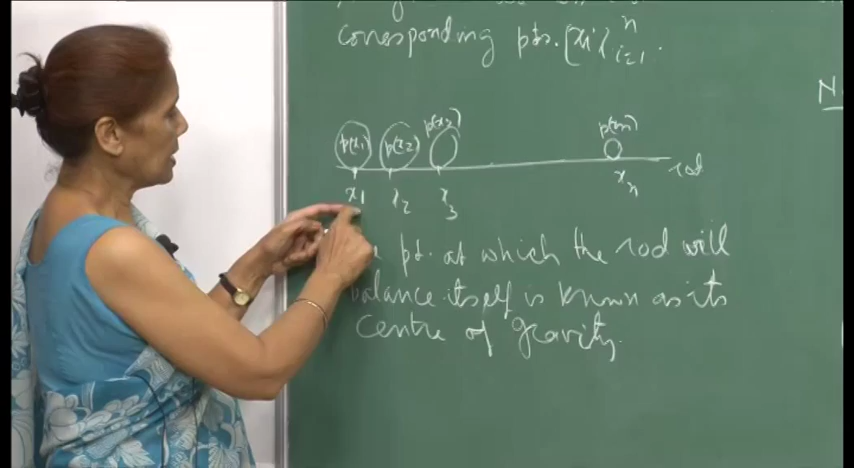 corresponding pts. {xi}ⁿi=1.
p(x1) p(x2) p(x3) p(xn)
rod
x1 x2 x3 xn
pt. at which the rod will
balance itself is known as its
Centre of gravity.
N